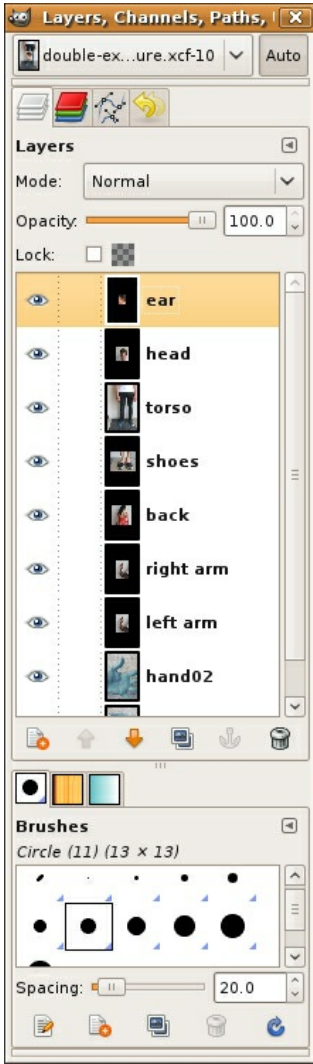 Layers, Channels, Paths,
double-ex...ure.xcf-10
Auto
Layers
Mode: Normal
Opacity: 100.0
Lock:
ear
head
torso
shoes
back
right arm
left arm
hand02
Brushes
Circle (11) (13 × 13)
Spacing: 20.0